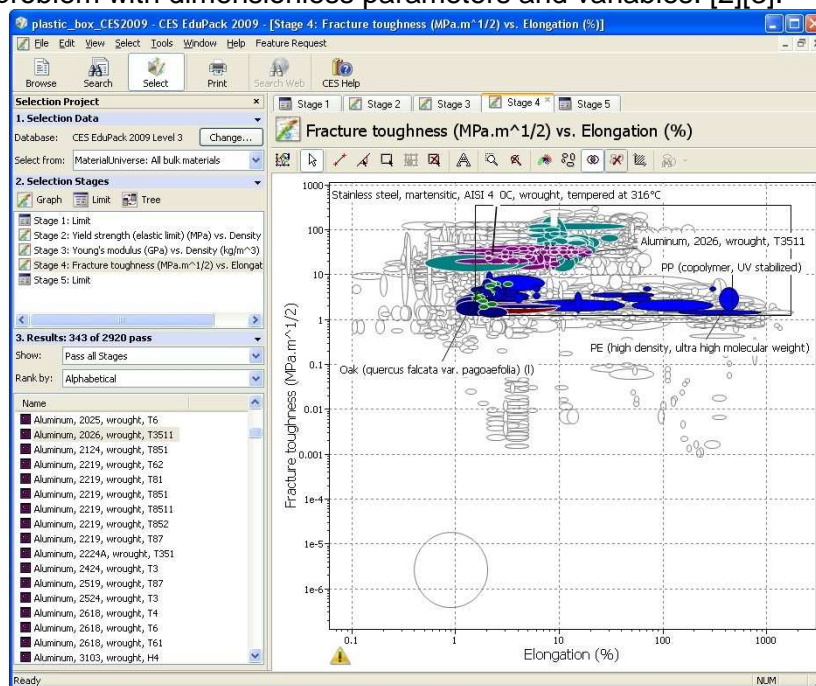 problem with dimensionless parameters and variables. [2][3].
plastic_box_CES2009 - CES EduPack 2009 - [Stage 4: Fracture toughness (MPa.m^1/2) vs. Elongation (%)]
File Edit View Select Tools Window Help Feature Request
Browse Search Select Print Search Web CES Help
Selection Project
1. Selection Data
Database: CES EduPack 2009 Level 3 Change...
Select from: MaterialUniverse: All bulk materials
2. Selection Stages
Graph Limit Tree
Stage 1: Limit
Stage 2: Yield strength (elastic limit) (MPa) vs. Density
Stage 3: Young's modulus (GPa) vs. Density (kg/m^3)
Stage 4: Fracture toughness (MPa.m^1/2) vs. Elongat
Stage 5: Limit
3. Results: 343 of 2920 pass
Show: Pass all Stages
Rank by: Alphabetical
Name
Aluminum, 2025, wrought, T6
Aluminum, 2026, wrought, T3511
Aluminum, 2124, wrought, T851
Aluminum, 2219, wrought, T62
Aluminum, 2219, wrought, T81
Aluminum, 2219, wrought, T851
Aluminum, 2219, wrought, T8511
Aluminum, 2219, wrought, T852
Aluminum, 2219, wrought, T87
Aluminum, 2224A, wrought, T351
Aluminum, 2424, wrought, T3
Aluminum, 2519, wrought, T87
Aluminum, 2524, wrought, T3
Aluminum, 2618, wrought, T4
Aluminum, 2618, wrought, T6
Aluminum, 2618, wrought, T61
Aluminum, 3103, wrought, H4
Stage 1 Stage 2 Stage 3 Stage 4 Stage 5
Fracture toughness (MPa.m^1/2) vs. Elongation (%)
1000
Stainless steel, martensitic, AISI 4 0C, wrought, tempered at 316°C
100
Aluminum, 2026, wrought, T3511
10
PP (copolymer, UV stabilized)
1
PE (high density, ultra high molecular weight)
0.1
Oak (quercus falcata var. pagoaefolia) (l)
0.01
0.001
1e-4
1e-5
1e-6
Fracture toughness (MPa.m^1/2)
0.1 1 10 100 1000
Elongation (%)
Ready NUM